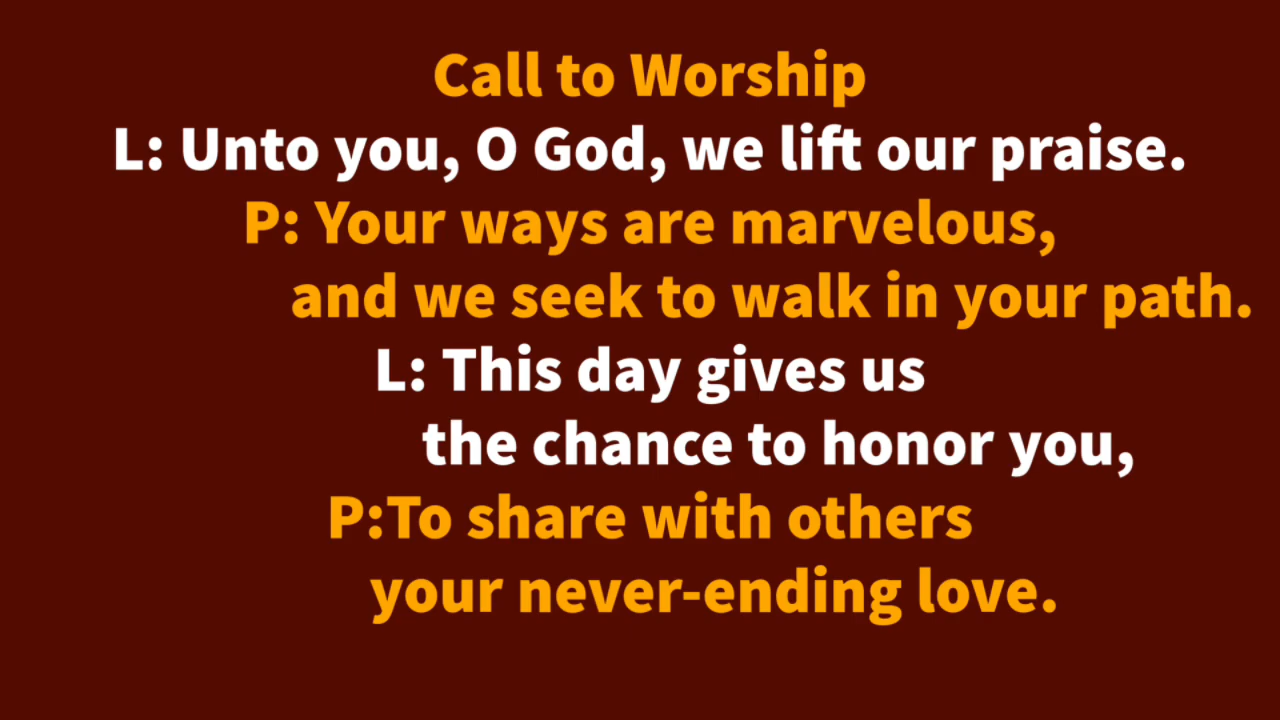 Call to Worship
L: Unto you, O God, we lift our praise.
P: Your ways are marvelous,
and we seek to walk in your path.
L: This day gives us
the chance to honor you,
P:To share with others
your never-ending love.